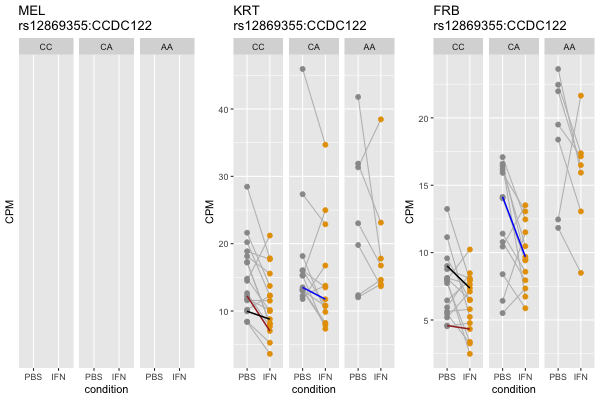 MEL
rs12869355:CCDC122
CC CA AA
CPM
PBS IFN PBS IFN PBS IFN
condition
KRT
rs12869355:CCDC122
CC CA AA
40
30
20
10
CPM
PBS IFN PBS IFN PBS IFN
condition
FRB
rs12869355:CCDC122
CC CA AA
20
15
10
5
CPM
PBS IFN PBS IFN PBS IFN
condition